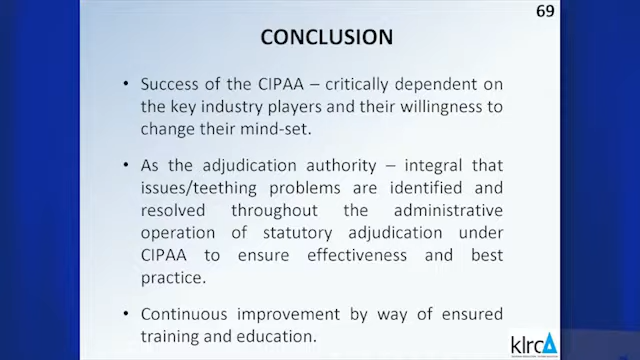 69
CONCLUSION
• Success of the CIPAA – critically dependent on
the key industry players and their willingness to
change their mind-set.
• As the adjudication authority – integral that
issues/teething problems are identified and
resolved throughout the administrative
operation of statutory adjudication under
CIPAA to ensure effectiveness and best
practice.
• Continuous improvement by way of ensured
training and education.
klrcA